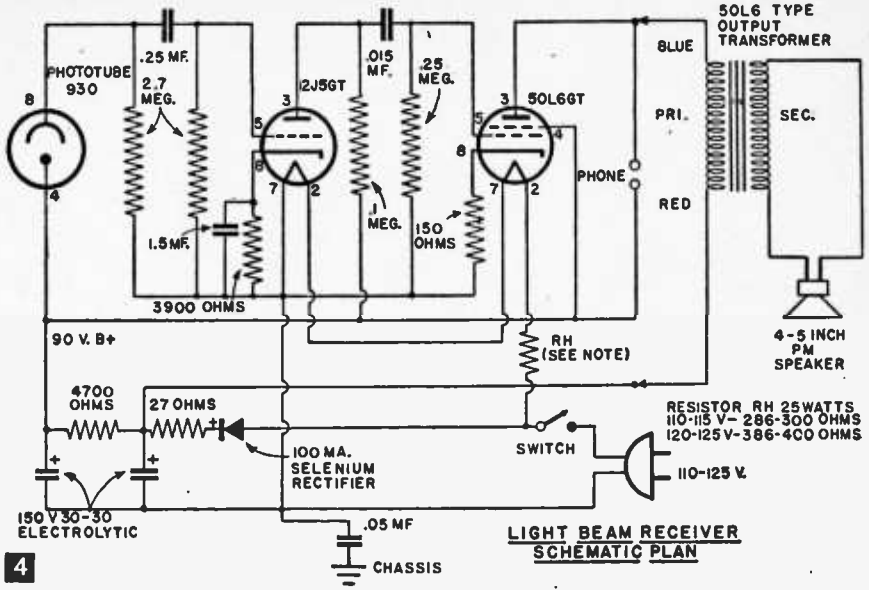 50L6 TYPE
OUTPUT
TRANSFORMER
.25 MF.
12J5GT
.015
MF.
.25
MEG.
50L6GT
BLUE
PHOTOTUBE
930
2.7
MEG.
8
4
3
5
8
7
2
3
5
4
8
7
2
PRI.
SEC.
PHONE
RED
1.5 MF.
.1
MEG.
150
OHMS
3900 OHMS
90 V. B+
RH
(SEE NOTE)
4-5 INCH
PM
SPEAKER
4700
OHMS
27 OHMS
+
RESISTOR RH 25WATTS
110-115 V- 286-300 OHMS
120-125V-386-400 OHMS
SWITCH
100 MA.
SELENIUM
RECTIFIER
+
+
110-125 V.
150 V 30-30
ELECTROLYTIC
.05 MF
LIGHT BEAM RECEIVER
SCHEMATIC PLAN
4
CHASSIS